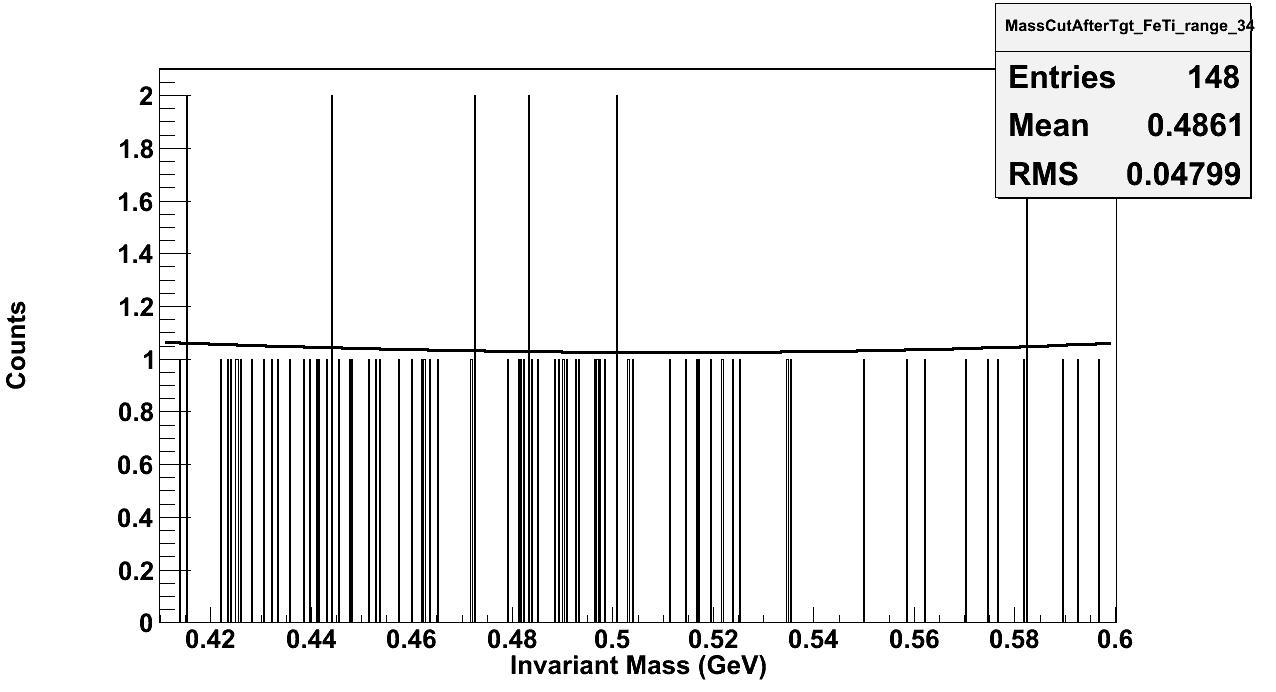 MassCutAfterTgt_FeTi_range_34
Entries 148
Mean 0.4861
RMS 0.04799
Counts
2
1.8
1.6
1.4
1.2
1
0.8
0.6
0.4
0.2
0
0.42 0.44 0.46 0.48 0.5 0.52 0.54 0.56 0.58 0.6
Invariant Mass (GeV)